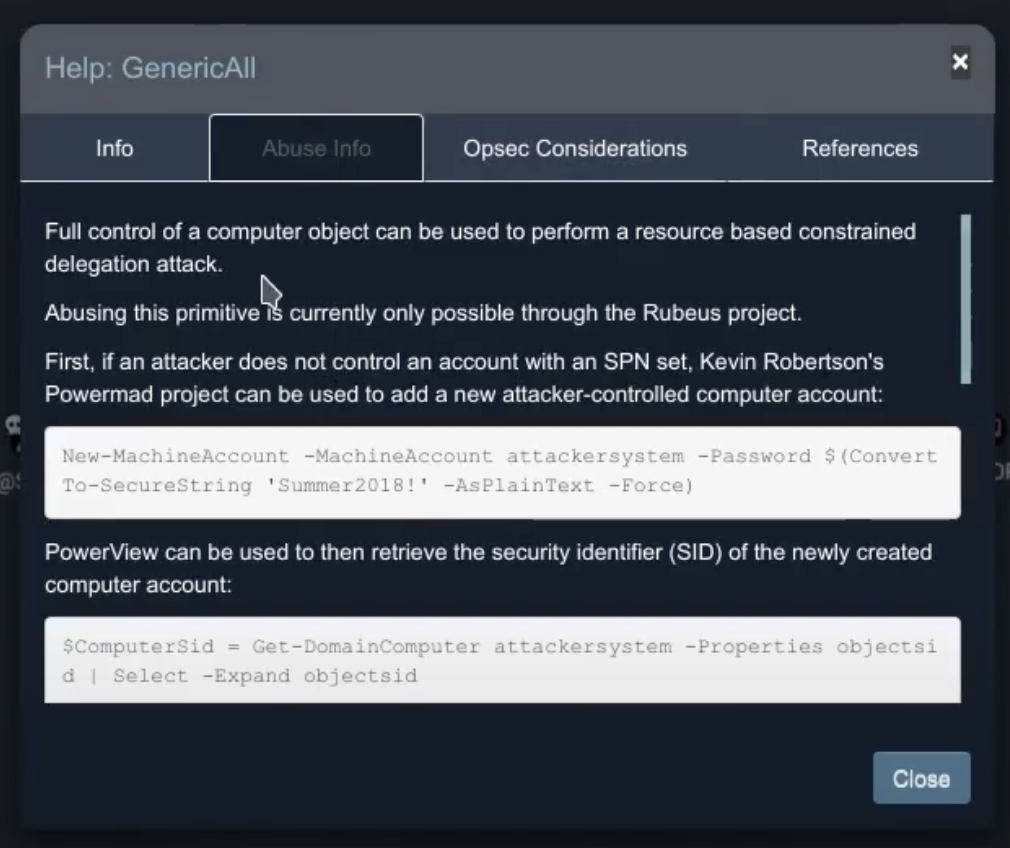 Help: GenericAll
×
Info
Abuse Info
Opsec Considerations
References
Full control of a computer object can be used to perform a resource based constrained
delegation attack.
Abusing this primitive is currently only possible through the Rubeus project.
First, if an attacker does not control an account with an SPN set, Kevin Robertson's
Powermad project can be used to add a new attacker-controlled computer account:
New-MachineAccount -MachineAccount attackersystem -Password $(Convert
To-SecureString 'Summer2018!' -AsPlainText -Force)
PowerView can be used to then retrieve the security identifier (SID) of the newly created
computer account:
$ComputerSid = Get-DomainComputer attackersystem -Properties objectsi
d | Select -Expand objectsid
Close